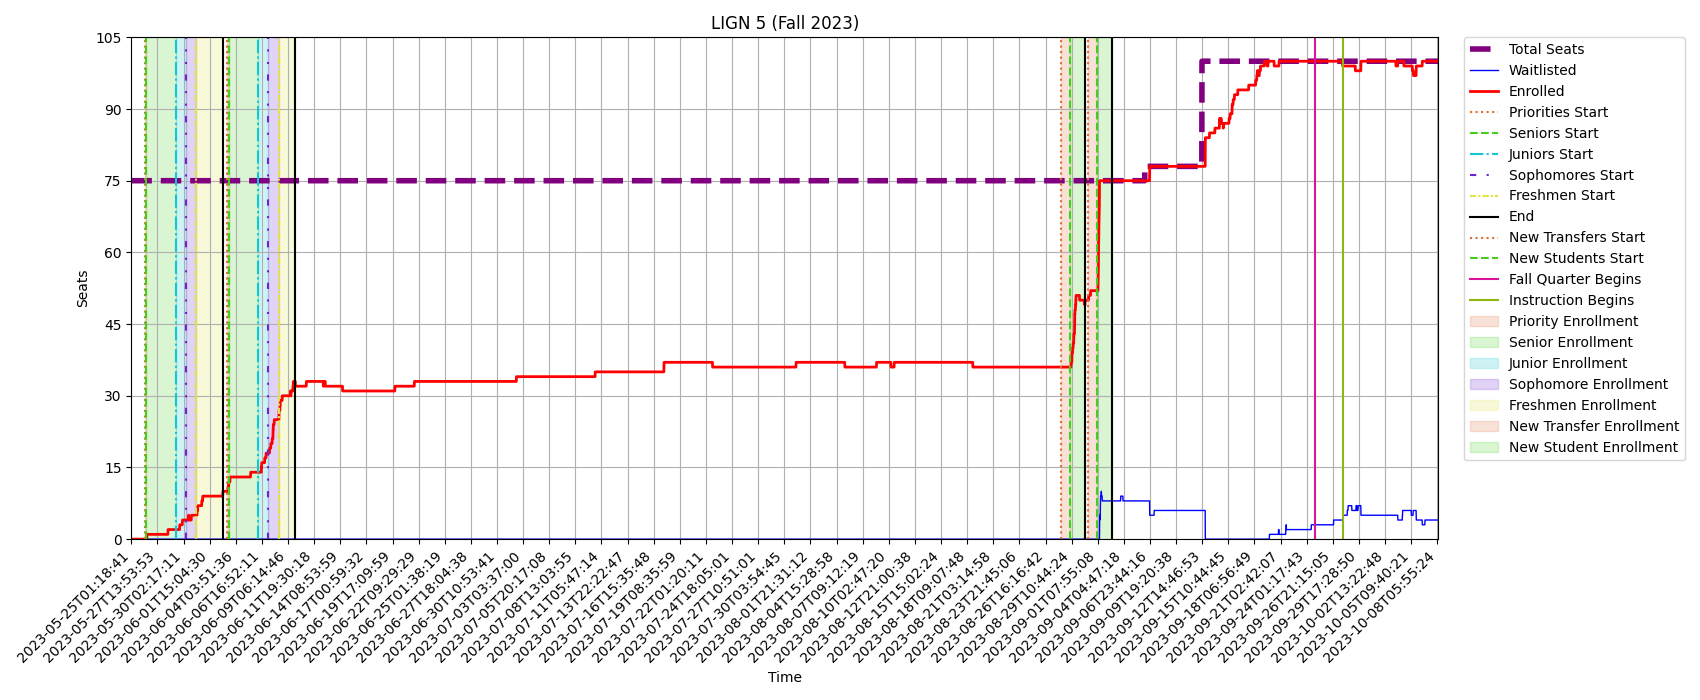 LIGN 5 (Fall 2023)
105
90
75
60
45
30
15
0
Seats
2023-05-25T01:18:41
2023-05-27T13:53:53
2023-05-30T02:17:11
2023-06-01T15:04:30
2023-06-04T03:51:36
2023-06-06T16:52:11
2023-06-09T06:14:46
2023-06-11T19:30:18
2023-06-14T08:53:59
2023-06-17T00:59:32
2023-06-19T17:09:59
2023-06-22T09:29:29
2023-06-25T01:38:19
2023-06-27T18:04:38
2023-06-30T10:53:41
2023-07-03T03:37:00
2023-07-05T20:17:08
2023-07-08T13:03:55
2023-07-11T05:47:14
2023-07-13T22:22:47
2023-07-16T15:35:48
2023-07-19T08:35:59
2023-07-22T01:20:11
2023-07-24T18:05:01
2023-07-27T10:51:01
2023-07-30T03:54:45
2023-08-01T21:31:12
2023-08-04T15:28:58
2023-08-07T09:12:19
2023-08-10T02:47:20
2023-08-12T21:00:38
2023-08-15T15:02:24
2023-08-18T09:07:48
2023-08-21T03:14:58
2023-08-23T21:45:06
2023-08-26T16:16:42
2023-08-29T10:44:24
2023-09-01T07:55:08
2023-09-04T04:47:18
2023-09-06T23:44:16
2023-09-09T19:20:38
2023-09-12T14:46:53
2023-09-15T10:44:45
2023-09-18T06:56:49
2023-09-21T02:42:07
2023-09-24T01:17:43
2023-09-26T21:15:05
2023-09-29T17:28:50
2023-10-02T13:22:48
2023-10-05T09:40:21
2023-10-08T05:55:24
Time
Total Seats
Waitlisted
Enrolled
Priorities Start
Seniors Start
Juniors Start
Sophomores Start
Freshmen Start
End
New Transfers Start
New Students Start
Fall Quarter Begins
Instruction Begins
Priority Enrollment
Senior Enrollment
Junior Enrollment
Sophomore Enrollment
Freshmen Enrollment
New Transfer Enrollment
New Student Enrollment